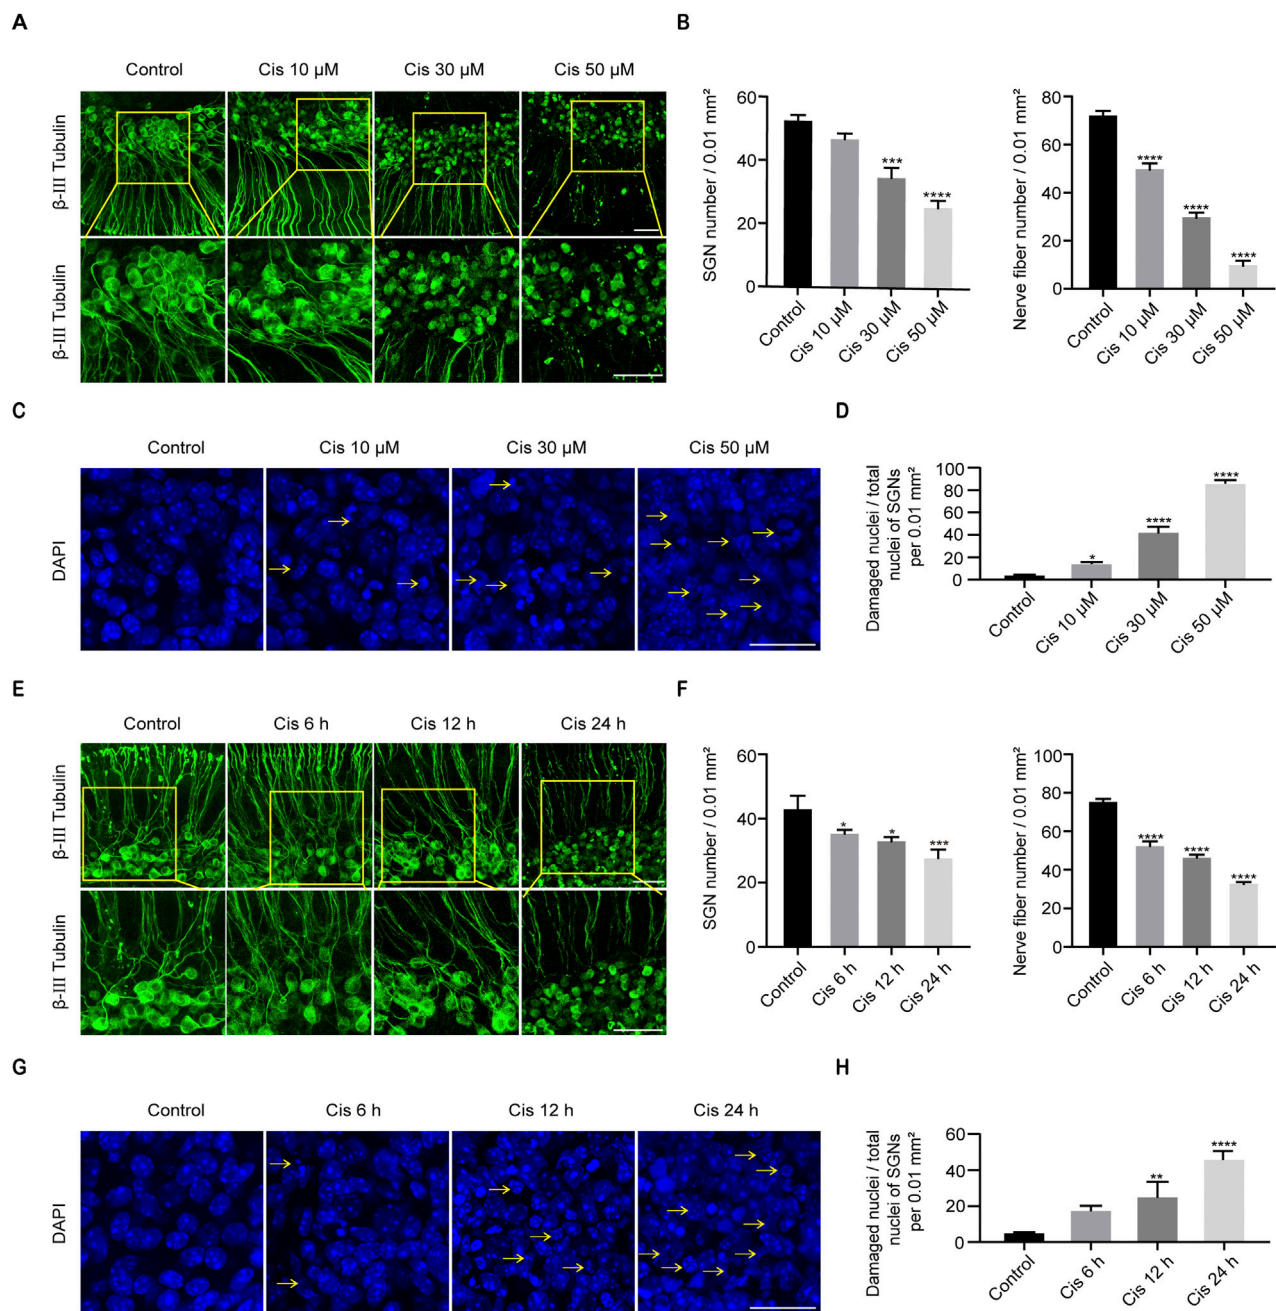 A
Control Cis 10 μM Cis 30 μM Cis 50 μM
β-III Tubulin
β-III Tubulin
B
SGN number / 0.01 mm²
60
40
20
0
***
****
Control Cis 10 μM Cis 30 μM Cis 50 μM
Nerve fiber number / 0.01 mm²
80
60
40
20
0
****
****
****
Control Cis 10 μM Cis 30 μM Cis 50 μM
C
Control Cis 10 μM Cis 30 μM Cis 50 μM
DAPI
D
Damaged nuclei / total
nuclei of SGNs
per 0.01 mm²
100
80
60
40
20
0
*
****
****
Control Cis 10 μM Cis 30 μM Cis 50 μM
E
Control Cis 6 h Cis 12 h Cis 24 h
β-III Tubulin
β-III Tubulin
F
SGN number / 0.01 mm²
60
40
20
0
*
*
***
Control Cis 6 h Cis 12 h Cis 24 h
Nerve fiber number / 0.01 mm²
100
80
60
40
20
0
****
****
****
Control Cis 6 h Cis 12 h Cis 24 h
G
Control Cis 6 h Cis 12 h Cis 24 h
DAPI
H
Damaged nuclei / total
nuclei of SGNs
per 0.01 mm²
60
40
20
0
**
****
Control Cis 6 h Cis 12 h Cis 24 h